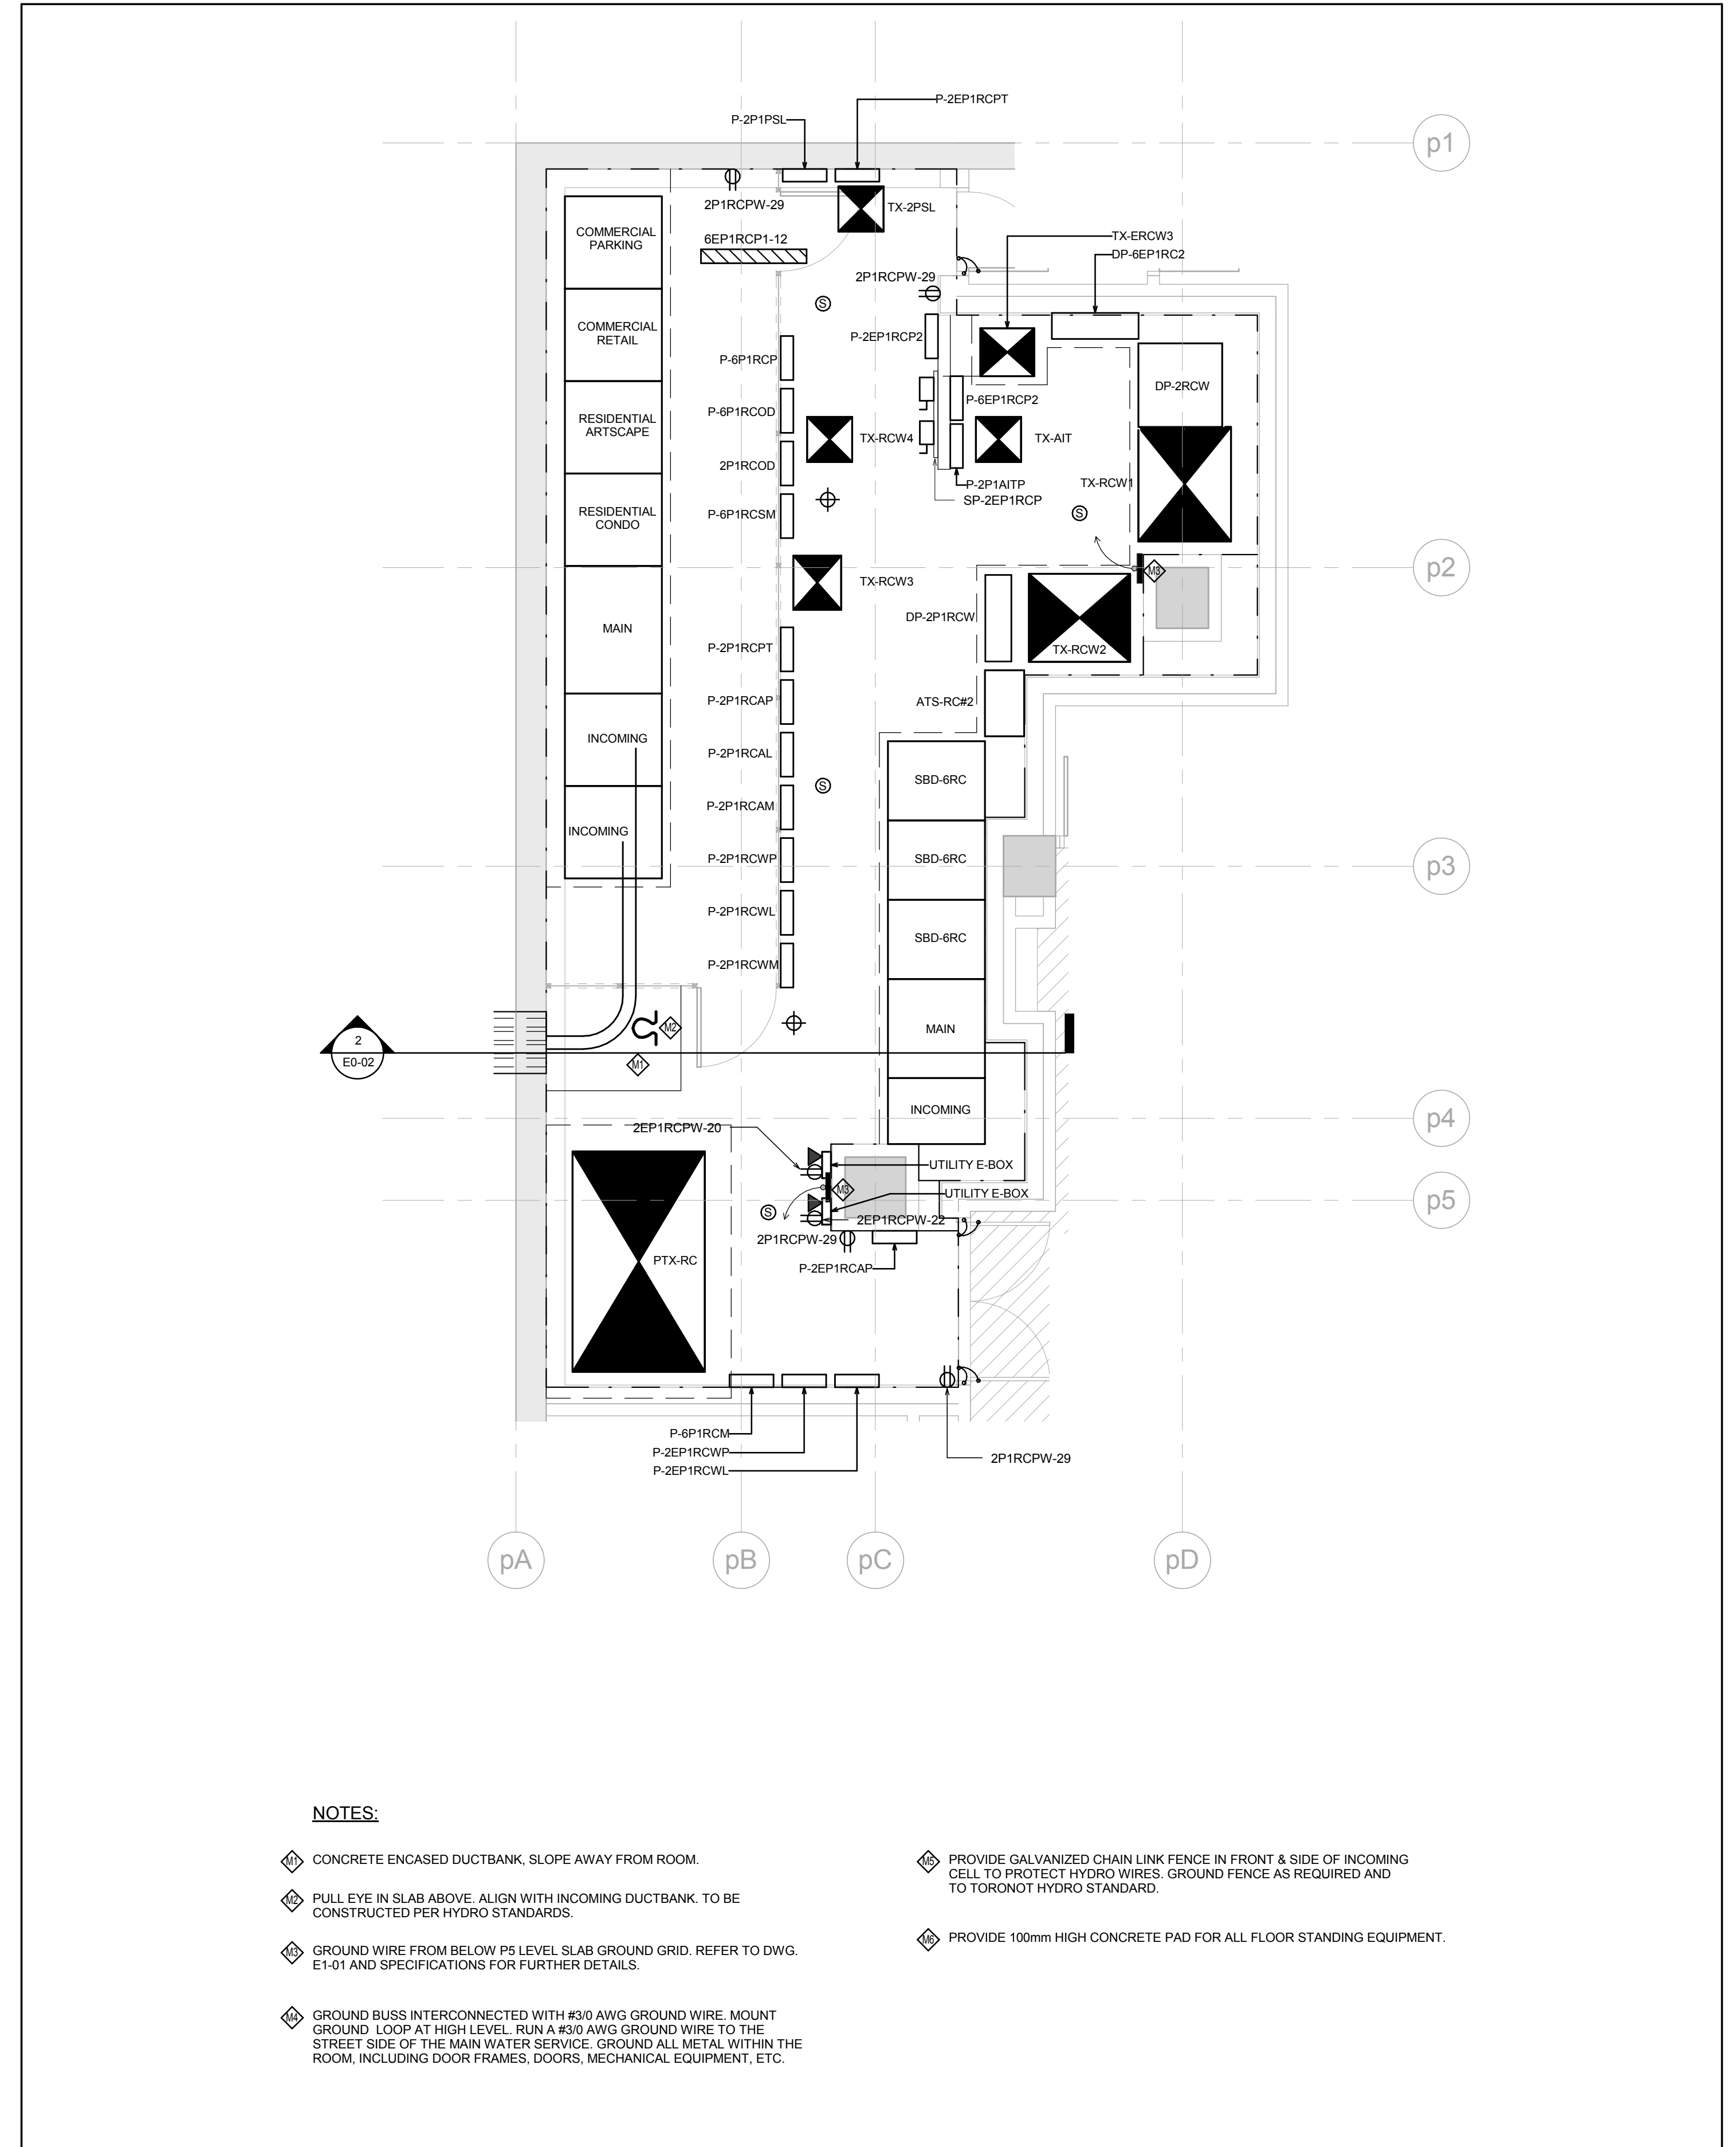 P-2EP1RCPT
P-2P1PSL
p1
2P1RCPW-29
TX-2PSL
COMMERCIAL
PARKING
6EP1RCP1-12
TX-ERCW3
DP-6EP1RC2
2P1RCPW-29
S
COMMERCIAL
RETAIL
P-2EP1RCP2
P-6P1RCP
DP-2RCW
P-6EP1RCP2
RESIDENTIAL
ARTSCAPE
P-6P1RCOD
TX-RCW4
TX-AIT
2P1RCOD
P-2P1AITP
TX-RCW1
SP-2EP1RCP
RESIDENTIAL
CONDO
P-6P1RCSM
S
M3
p2
TX-RCW3
MAIN
DP-2P1RCW
P-2P1RCPT
TX-RCW2
P-2P1RCAP
ATS-RC#2
INCOMING
P-2P1RCAL
SBD-6RC
S
P-2P1RCAM
INCOMING
P-2P1RCWP
SBD-6RC
p3
P-2P1RCWL
SBD-6RC
P-2P1RCWM
M2
MAIN
2
E0-02
M1
INCOMING
p4
2EP1RCPW-20
UTILITY E-BOX
M3
UTILITY E-BOX
p5
S
2EP1RCPW-22
2P1RCPW-29
PTX-RC
P-2EP1RCAP
P-6P1RCM
P-2EP1RCWP
2P1RCPW-29
P-2EP1RCWL
pA
pB
pC
pD
NOTES:
M1 CONCRETE ENCASED DUCTBANK, SLOPE AWAY FROM ROOM.
M2 PULL EYE IN SLAB ABOVE. ALIGN WITH INCOMING DUCTBANK. TO BE
CONSTRUCTED PER HYDRO STANDARDS.
M3 GROUND WIRE FROM BELOW P5 LEVEL SLAB GROUND GRID. REFER TO DWG.
E1-01 AND SPECIFICATIONS FOR FURTHER DETAILS.
M4 GROUND BUSS INTERCONNECTED WITH #3/0 AWG GROUND WIRE. MOUNT
GROUND LOOP AT HIGH LEVEL. RUN A #3/0 AWG GROUND WIRE TO THE
STREET SIDE OF THE MAIN WATER SERVICE. GROUND ALL METAL WITHIN THE
ROOM, INCLUDING DOOR FRAMES, DOORS, MECHANICAL EQUIPMENT, ETC.
M5 PROVIDE GALVANIZED CHAIN LINK FENCE IN FRONT & SIDE OF INCOMING
CELL TO PROTECT HYDRO WIRES. GROUND FENCE AS REQUIRED AND
TO TORONOT HYDRO STANDARD.
M6 PROVIDE 100mm HIGH CONCRETE PAD FOR ALL FLOOR STANDING EQUIPMENT.